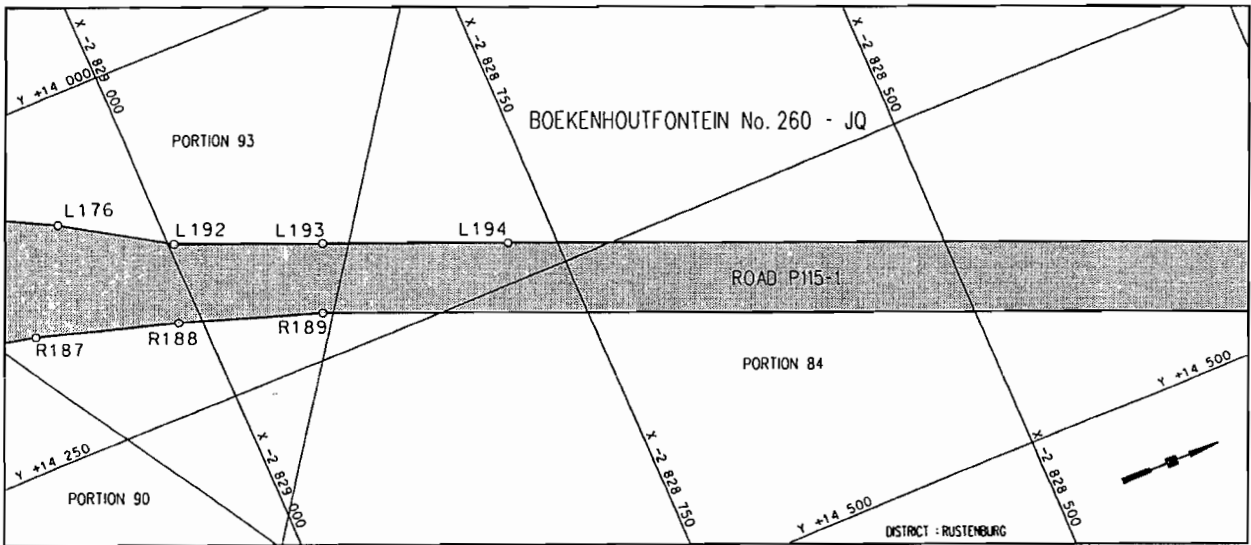 X -2 829 000
X -2 828 750
X -2 828 500
Y +14 000
BOEKENHOUTFONTEIN No. 260 - JQ
PORTION 93
L176
L192
L193
L194
ROAD P115-1
R187
R188
R189
PORTION 84
Y +14 500
Y +14 250
PORTION 90
X -2 829 000
X -2 828 750
X -2 828 500
Y +14 500
DISTRICT : RUSTENBURG